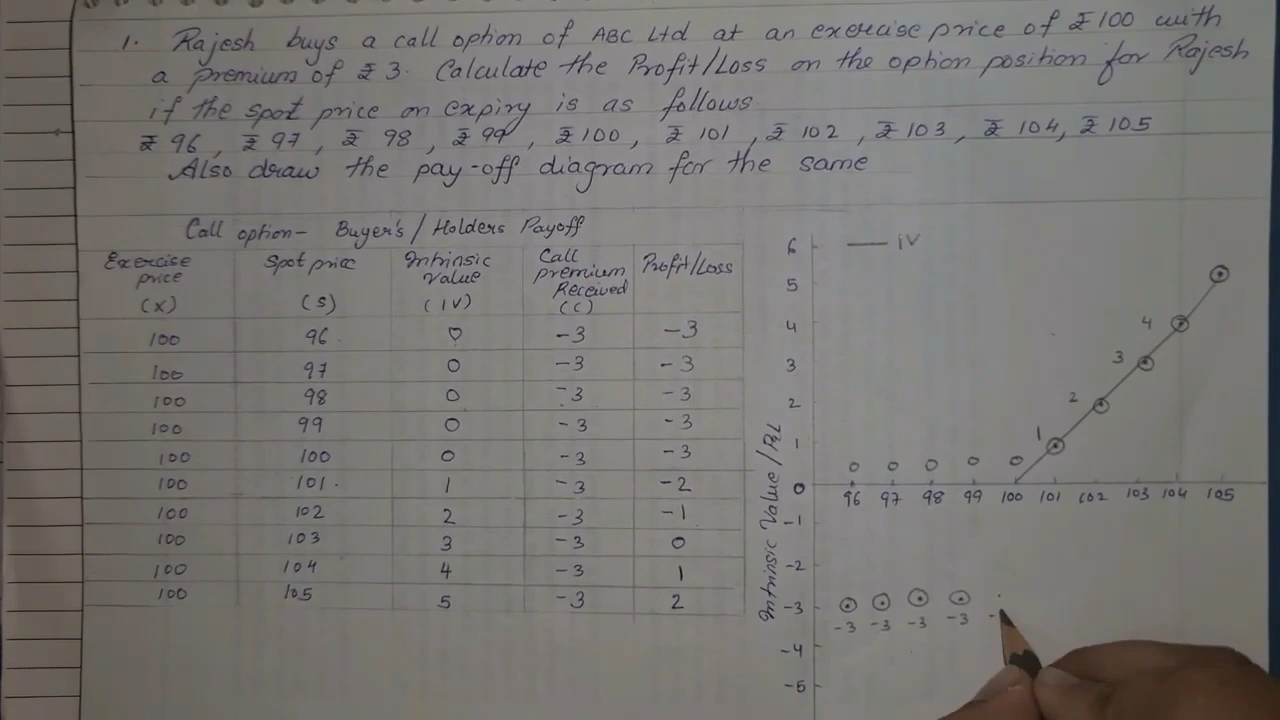 1. Rajesh buys a call option of ABC Ltd at an exercise price of ₹100 with
a premium of ₹3. Calculate the Profit/Loss on the option position for Rajesh
if the spot price on expiry is as follows
₹96, ₹97, ₹98, ₹99, ₹100, ₹101, ₹102, ₹103, ₹104, ₹105
Also draw the pay-off diagram for the same
Call option- Buyer's/Holders Payoff
Exercise price (X) Spot price (S) Intrinsic Value (IV) Call premium Received (C) Profit/Loss
100 96 0 -3 -3
100 97 0 -3 -3
100 98 0 -3 -3
100 99 0 -3 -3
100 100 0 -3 -3
100 101. 1 -3 -2
100 102 2 -3 -1
100 103 3 -3 0
100 104 4 -3 1
100 105 5 -3 2
Intrinsic Value/P&L
iv
6
5
4
3
2
1
0
-1
-2
-3
-4
-5
0 0 0 0 0 1 2 3 4
96 97 98 99 100 101 102 103 104 105
-3 -3 -3 -3 -